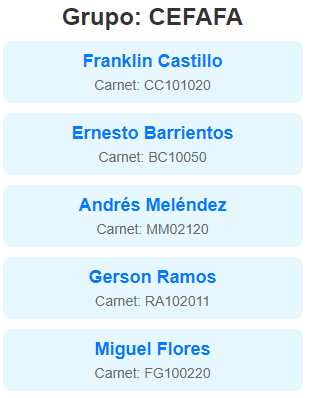 Grupo: CEFAFA
Franklin Castillo
Carnet: CC101020
Ernesto Barrientos
Carnet: BC10050
Andrés Meléndez
Carnet: MM02120
Gerson Ramos
Carnet: RA102011
Miguel Flores
Carnet: FG100220